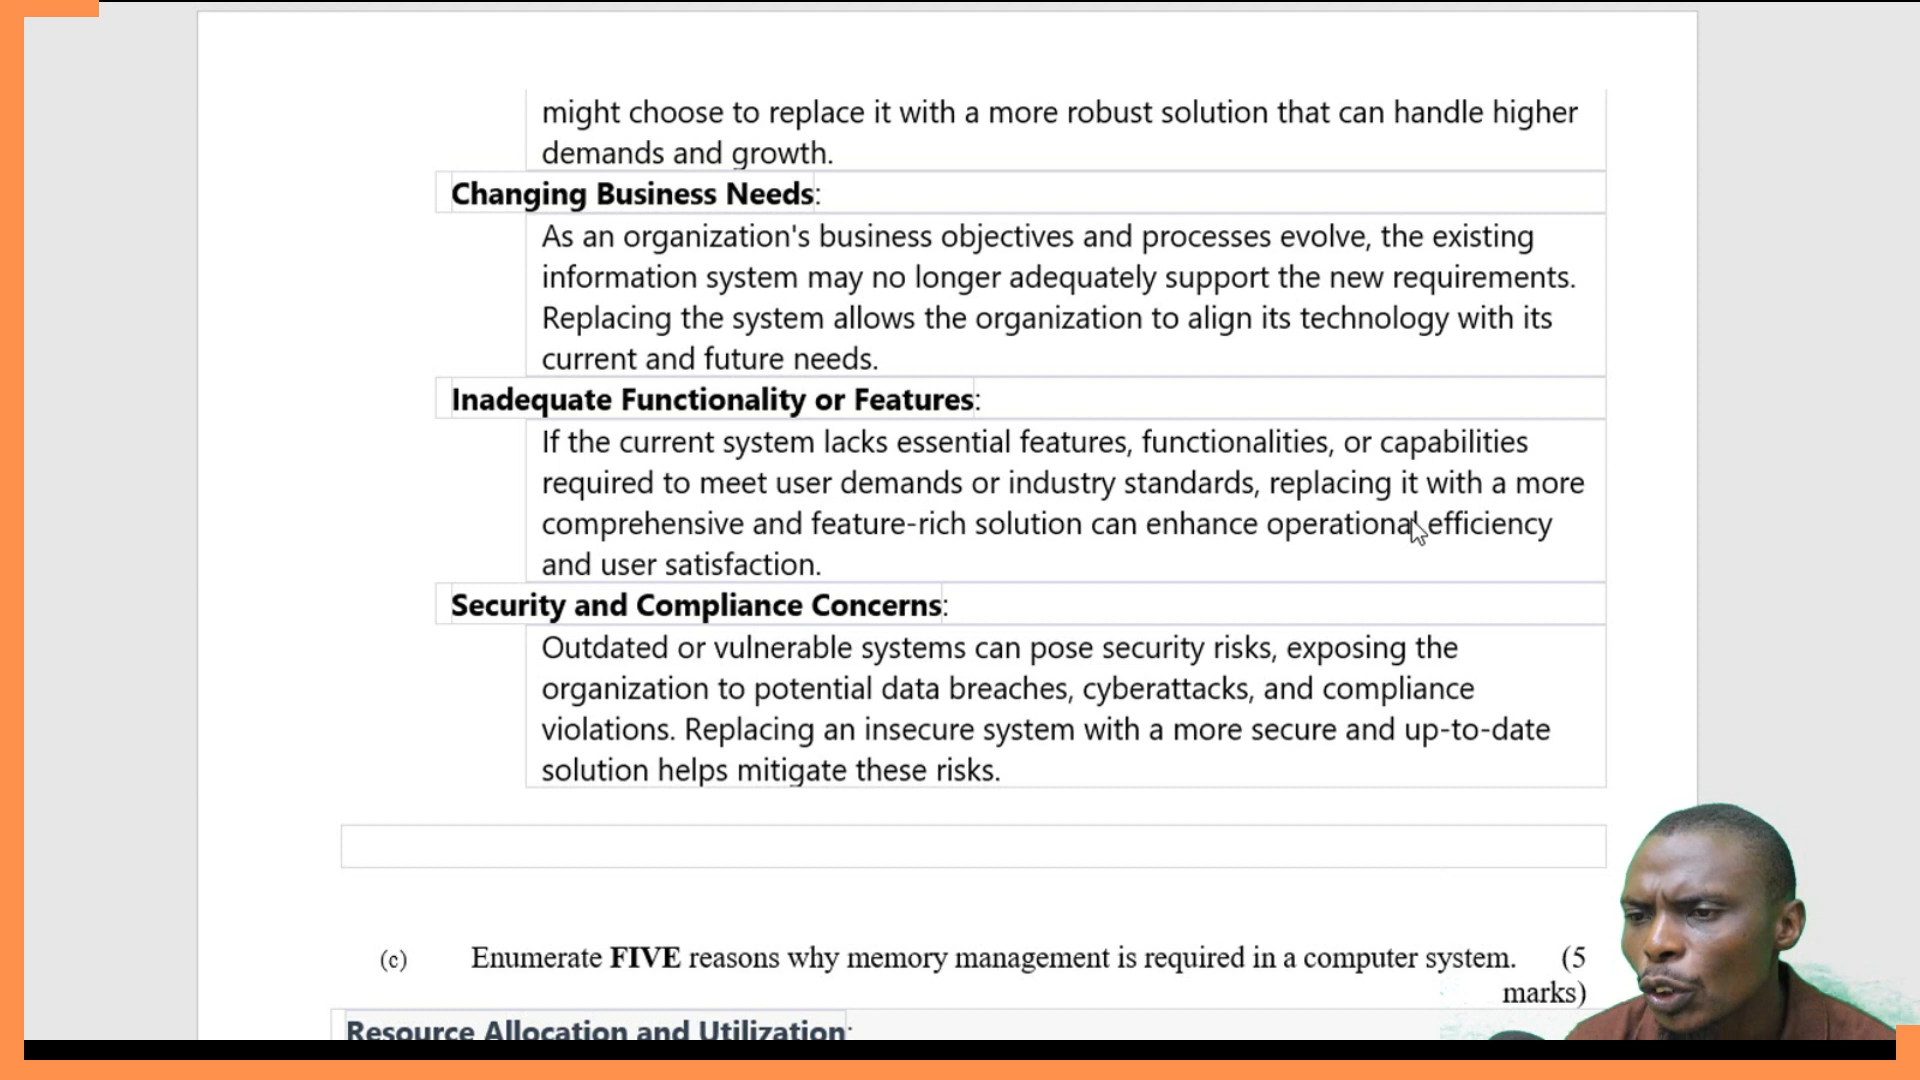 might choose to replace it with a more robust solution that can handle higher
demands and growth.
Changing Business Needs:
As an organization's business objectives and processes evolve, the existing
information system may no longer adequately support the new requirements.
Replacing the system allows the organization to align its technology with its
current and future needs.
Inadequate Functionality or Features:
If the current system lacks essential features, functionalities, or capabilities
required to meet user demands or industry standards, replacing it with a more
comprehensive and feature-rich solution can enhance operational efficiency
and user satisfaction.
Security and Compliance Concerns:
Outdated or vulnerable systems can pose security risks, exposing the
organization to potential data breaches, cyberattacks, and compliance
violations. Replacing an insecure system with a more secure and up-to-date
solution helps mitigate these risks.
(c) Enumerate FIVE reasons why memory management is required in a computer system. (5
marks)
Resource Allocation and Utilization: